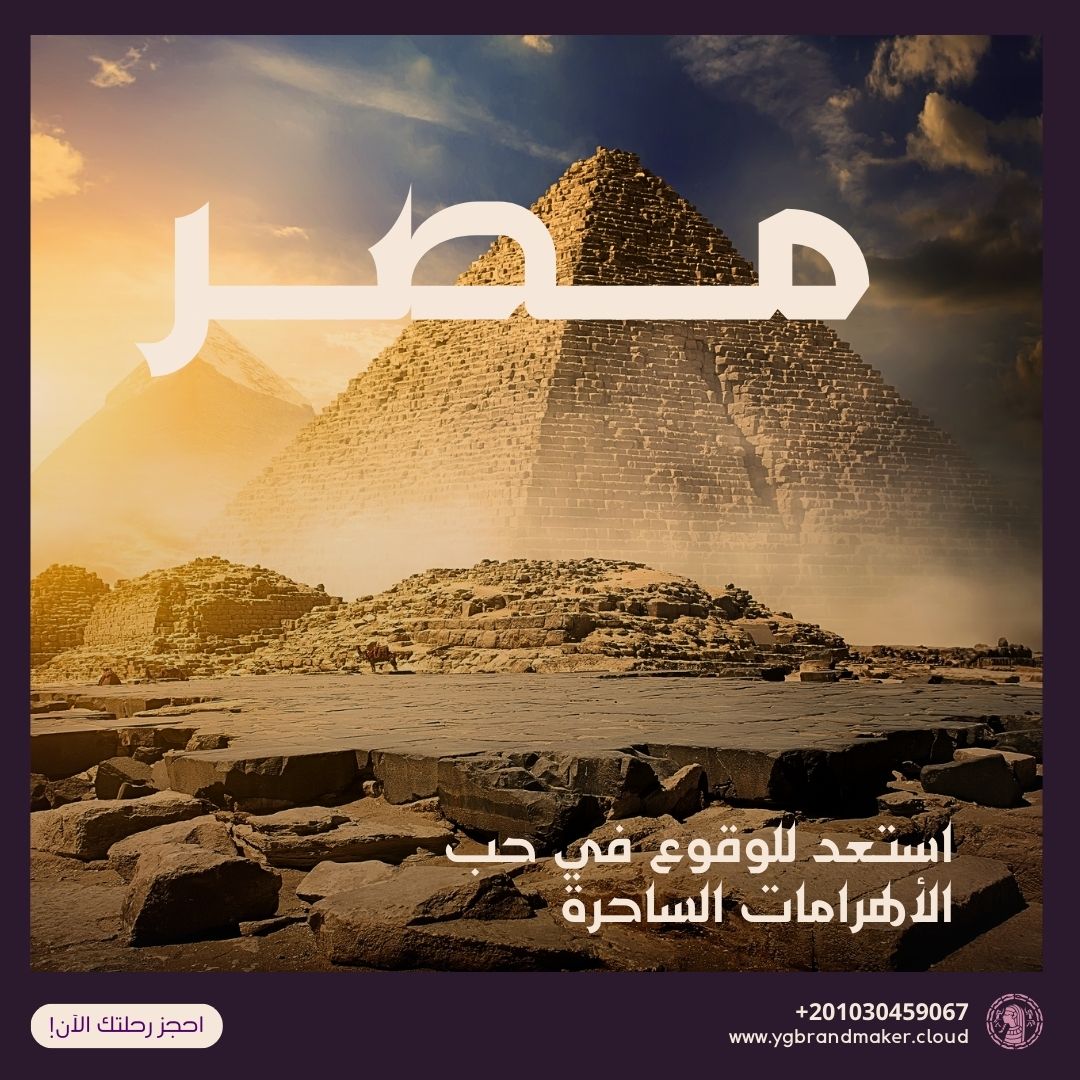 مصر
استعد للوقوع في حب
الأهرامات الساحرة
+201030459067
www.ygbrandmaker.cloud
احجز رحلتك الآن!